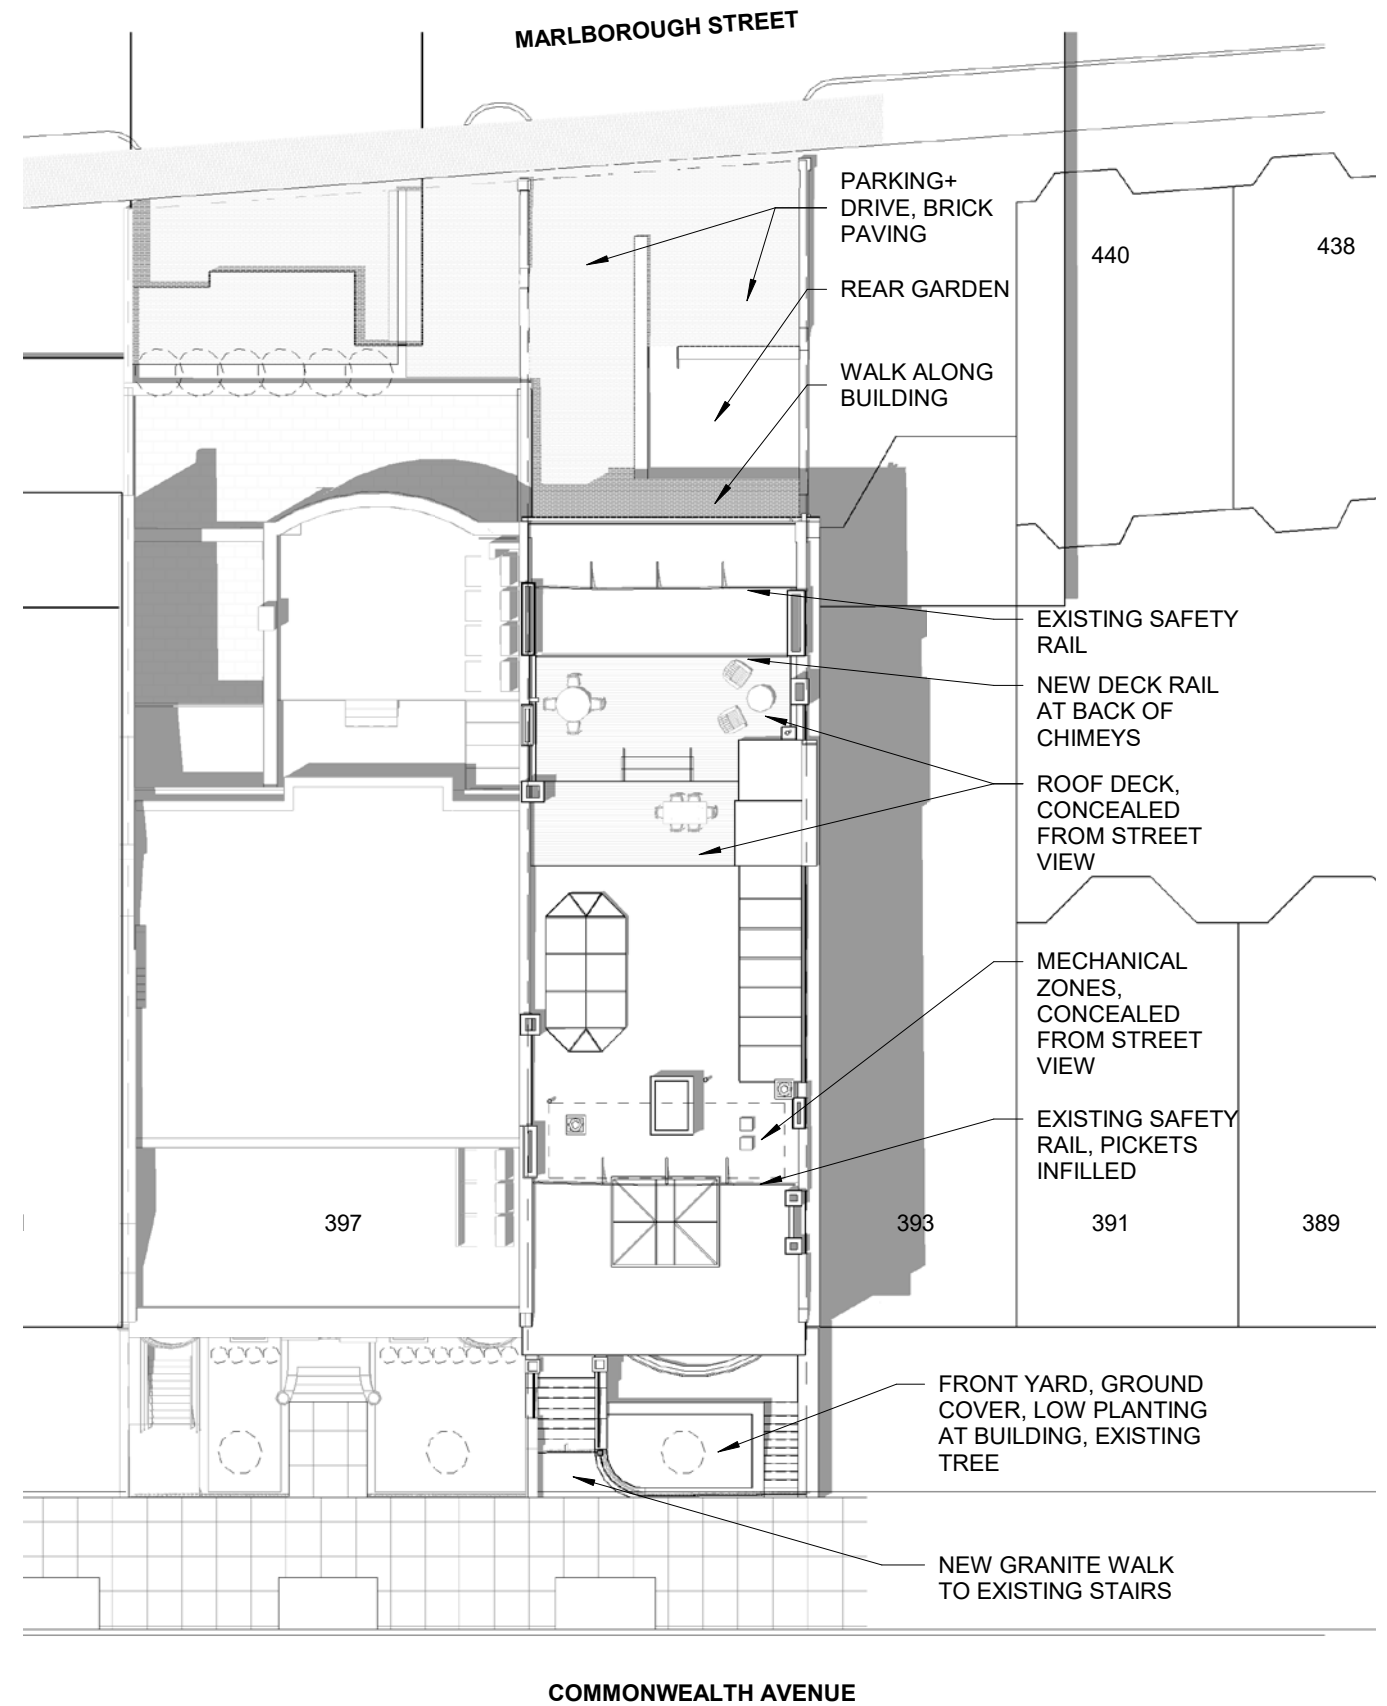 MARLBOROUGH STREET
PARKING+
DRIVE, BRICK
PAVING
440
438
REAR GARDEN
WALK ALONG
BUILDING
EXISTING SAFETY
RAIL
NEW DECK RAIL
AT BACK OF
CHIMEYS
ROOF DECK,
CONCEALED
FROM STREET
VIEW
MECHANICAL
ZONES,
CONCEALED
FROM STREET
VIEW
EXISTING SAFETY
RAIL, PICKETS
INFILLED
397
393
391
389
FRONT YARD, GROUND
COVER, LOW PLANTING
AT BUILDING, EXISTING
TREE
NEW GRANITE WALK
TO EXISTING STAIRS
COMMONWEALTH AVENUE